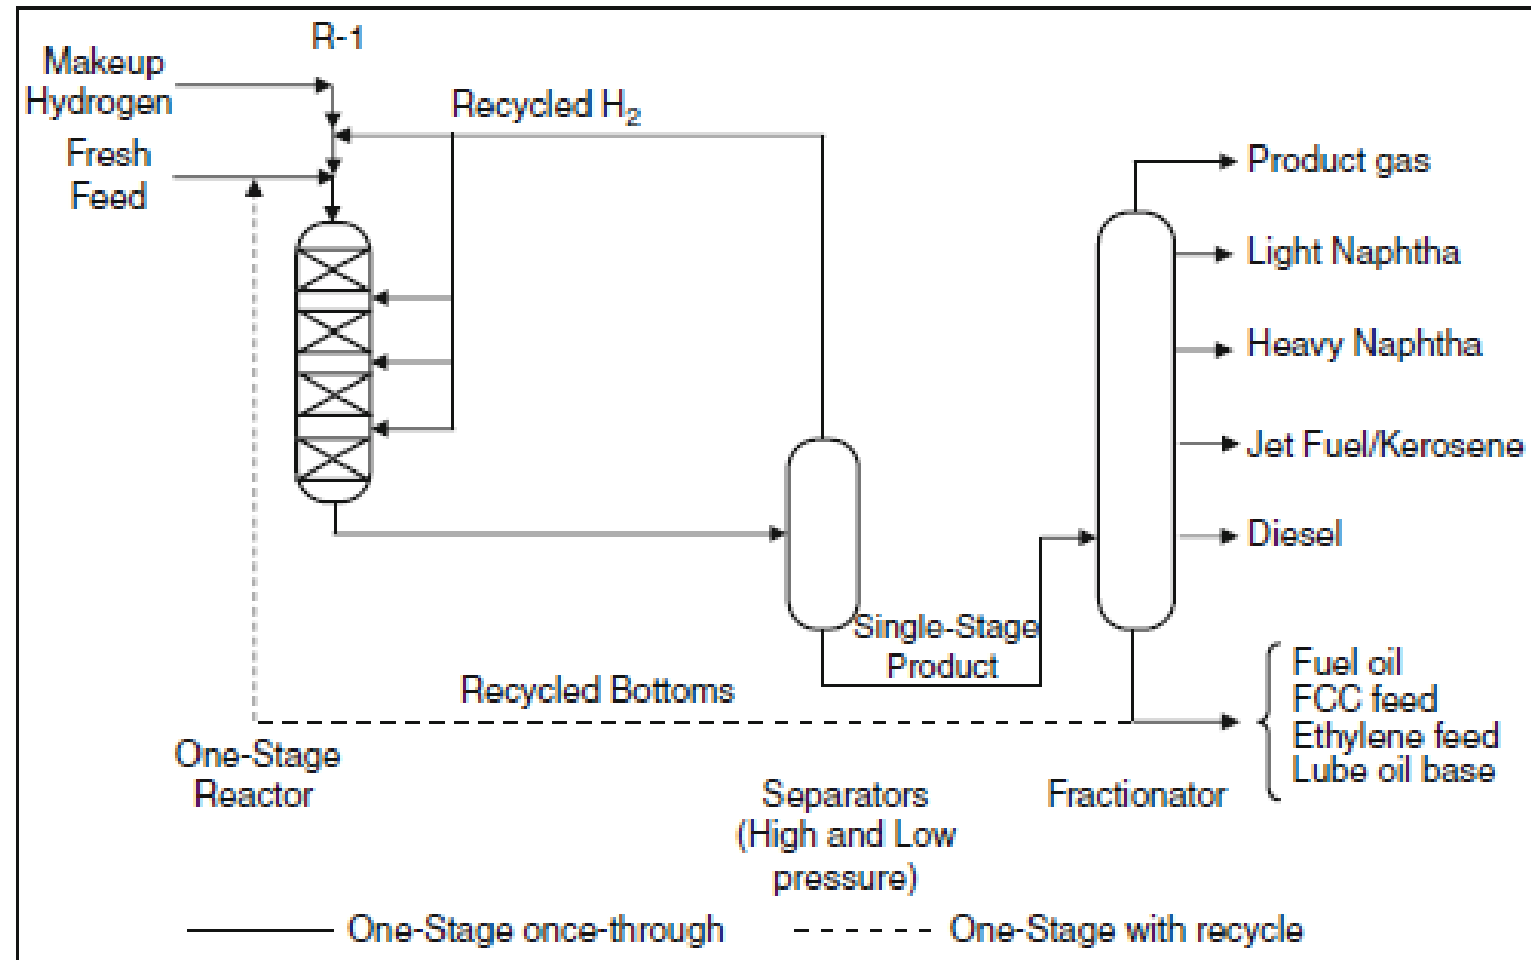 R-1
Makeup
Hydrogen
Recycled H₂
Fresh
Feed
Product gas
Light Naphtha
Heavy Naphtha
Jet Fuel/Kerosene
Diesel
Single-Stage
Product
Recycled Bottoms
Fuel oil
FCC feed
Ethylene feed
Lube oil base
One-Stage
Reactor
Separators
(High and Low
pressure)
Fractionator
One-Stage once-through
One-Stage with recycle